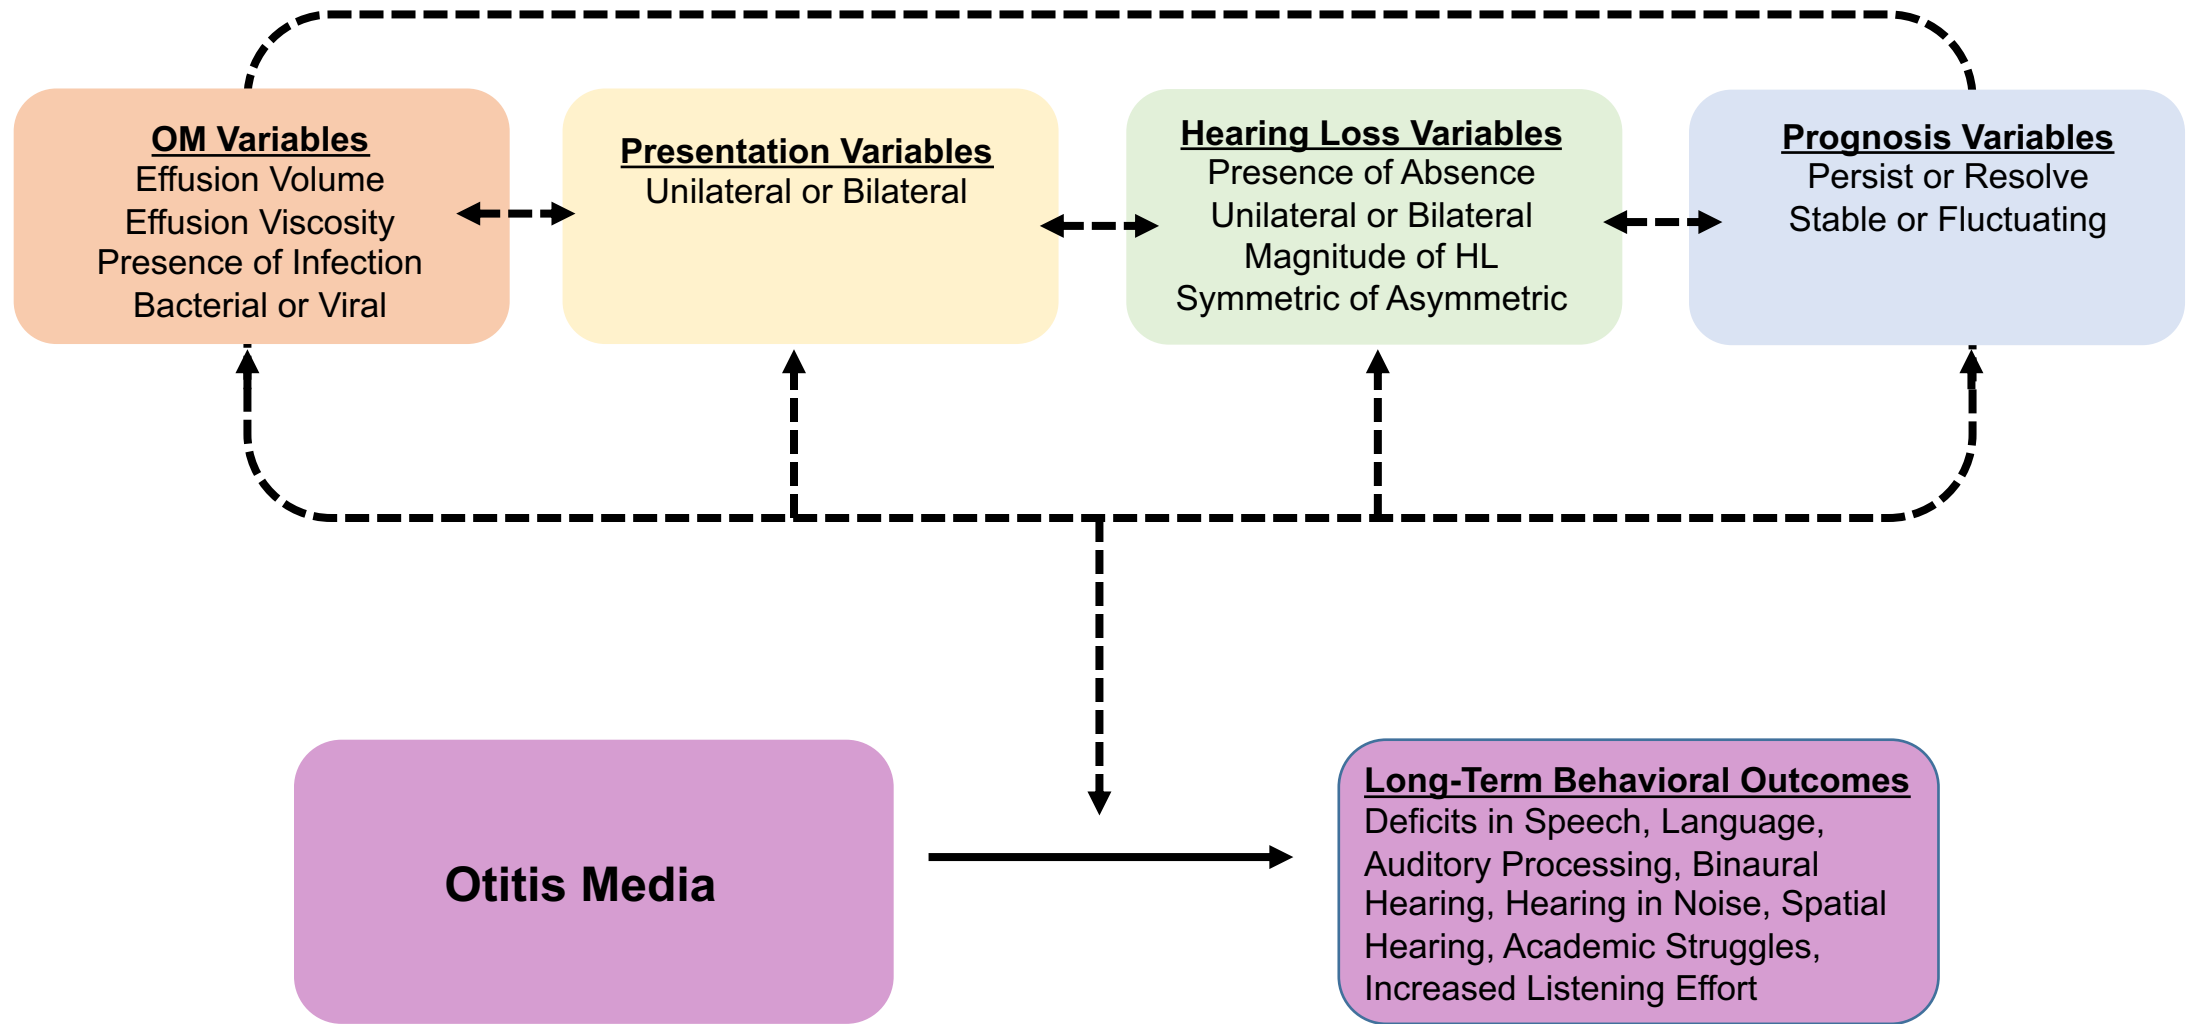 OM Variables
Effusion Volume
Effusion Viscosity
Presence of Infection
Bacterial or Viral
Presentation Variables
Unilateral or Bilateral
Hearing Loss Variables
Presence of Absence
Unilateral or Bilateral
Magnitude of HL
Symmetric of Asymmetric
Prognosis Variables
Persist or Resolve
Stable or Fluctuating
Otitis Media
Long-Term Behavioral Outcomes
Deficits in Speech, Language,
Auditory Processing, Binaural
Hearing, Hearing in Noise, Spatial
Hearing, Academic Struggles,
Increased Listening Effort